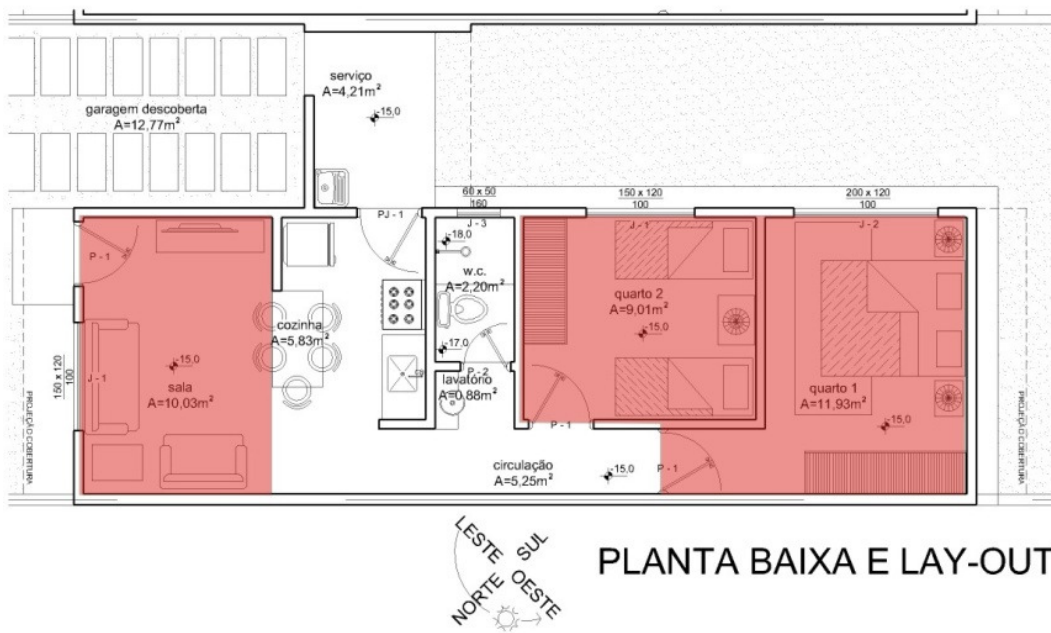 serviço
A=4,21m²
-15,0
garagem descoberta
A=12,77m²
60 x 50
160
150 x 120
100
200 x 120
100
PJ - 1
J - 3
J - 1
J - 2
P - 1
-18,0
w.c.
A=2,20m²
quarto 2
A=9,01m²
-15,0
cozinha
A=5,83m²
-17,0
150 x 120
100
J - 1
-15,0
sala
A=10,03m²
P - 2
lavatório
A=0,88m²
quarto 1
A=11,93m²
-15,0
P - 1
PROJEÇÃO COBERTURA
PROJEÇÃO COBERTURA
circulação
A=5,25m²
-15,0
P - 1
LESTE
SUL
NORTE
OESTE
PLANTA BAIXA E LAY-OUT